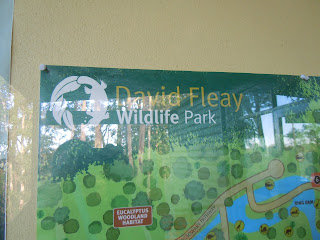 David Fleay
Wildlife Park
EUCALYPTUS
WOODLAND
HABITAT